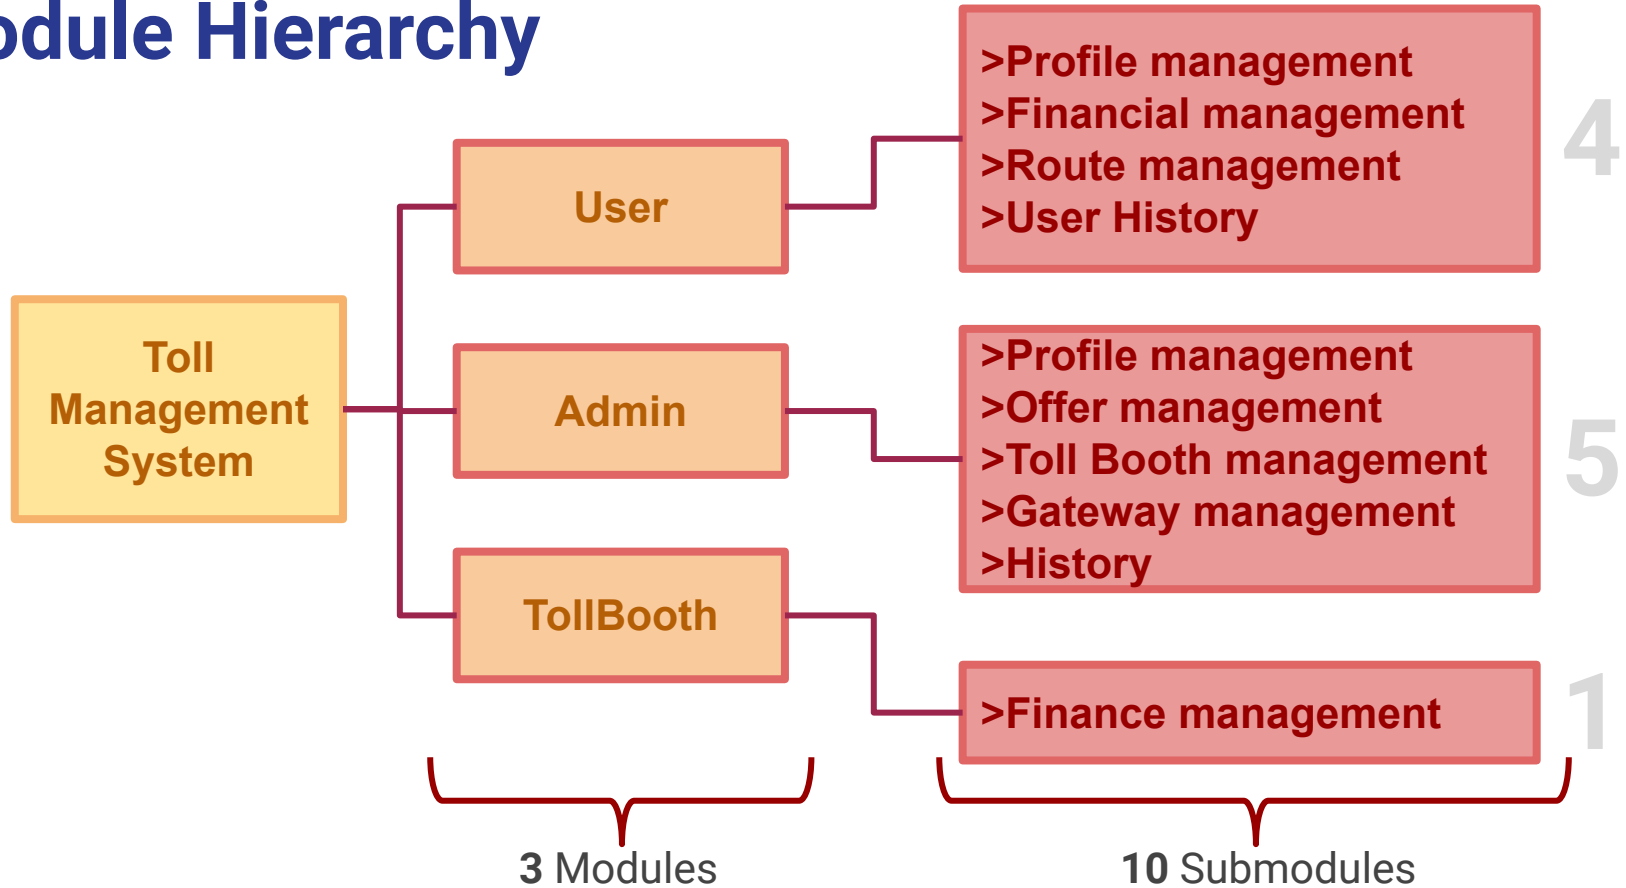 odule Hierarchy
>Profile management
>Financial management
>Route management
>User History
4
User
Toll
Management
System
Admin
>Profile management
>Offer management
>Toll Booth management
>Gateway management
>History
5
TollBooth
>Finance management
1
3 Modules
10 Submodules